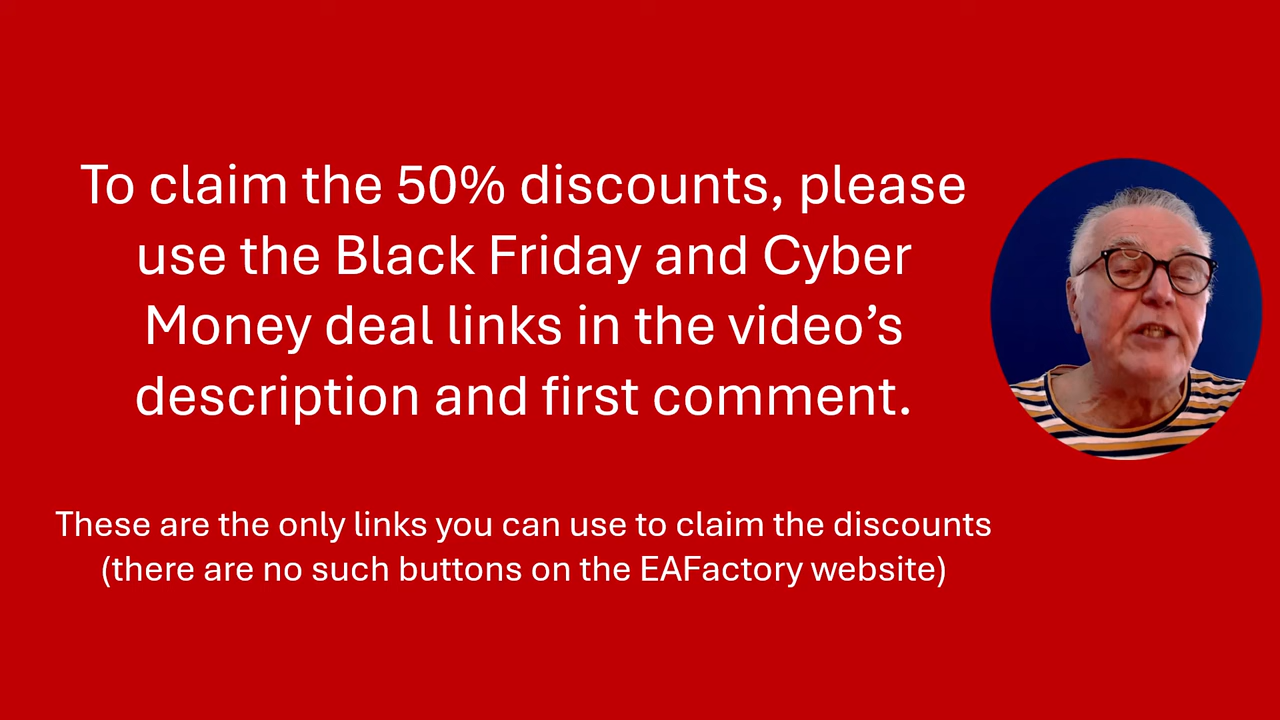 To claim the 50% discounts, please
use the Black Friday and Cyber
Money deal links in the video’s
description and first comment.
These are the only links you can use to claim the discounts
(there are no such buttons on the EAFactory website)